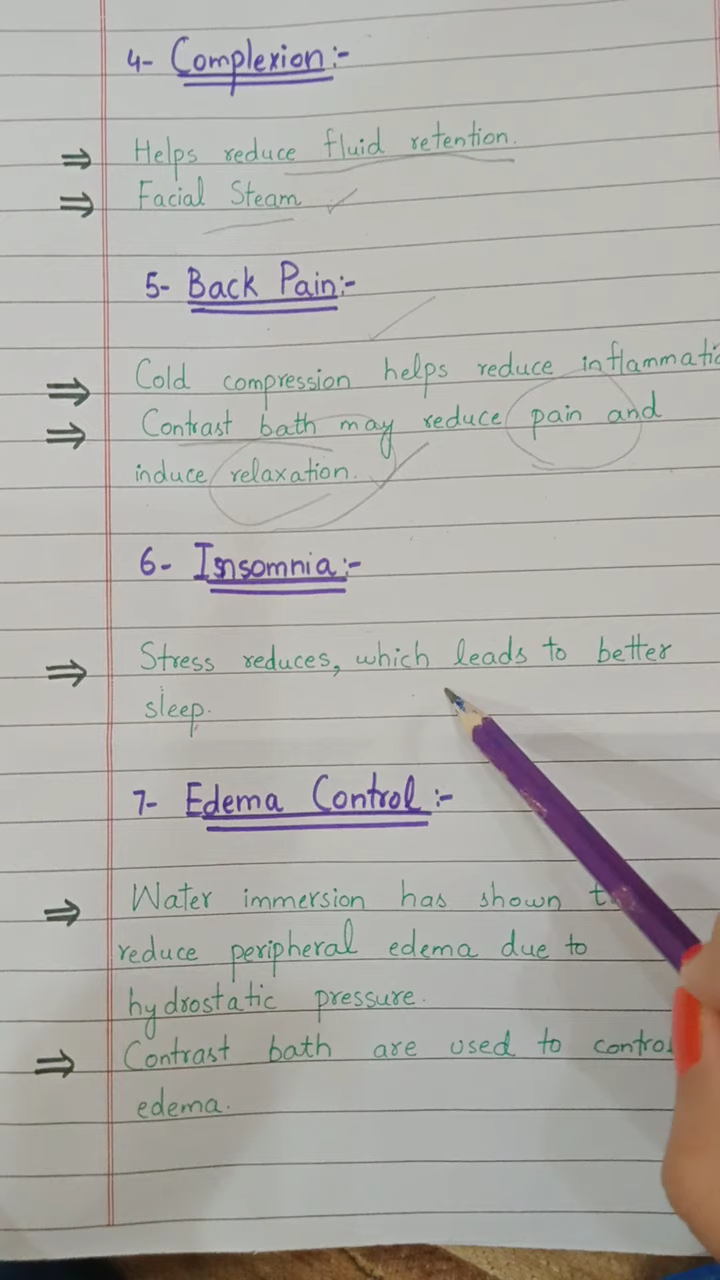 4- Complexion:-
⇒ Helps reduce fluid retention.
⇒ Facial Steam
5- Back Pain:-
⇒ Cold compression helps reduce inflammati
⇒ Contrast bath may reduce pain and
induce relaxation.
6- Insomnia:-
⇒ Stress reduces, which leads to better
sleep.
7- Edema Control:-
⇒ Water immersion has shown
reduce peripheral edema due to
hydrostatic pressure.
⇒ Contrast bath are used to control
edema.